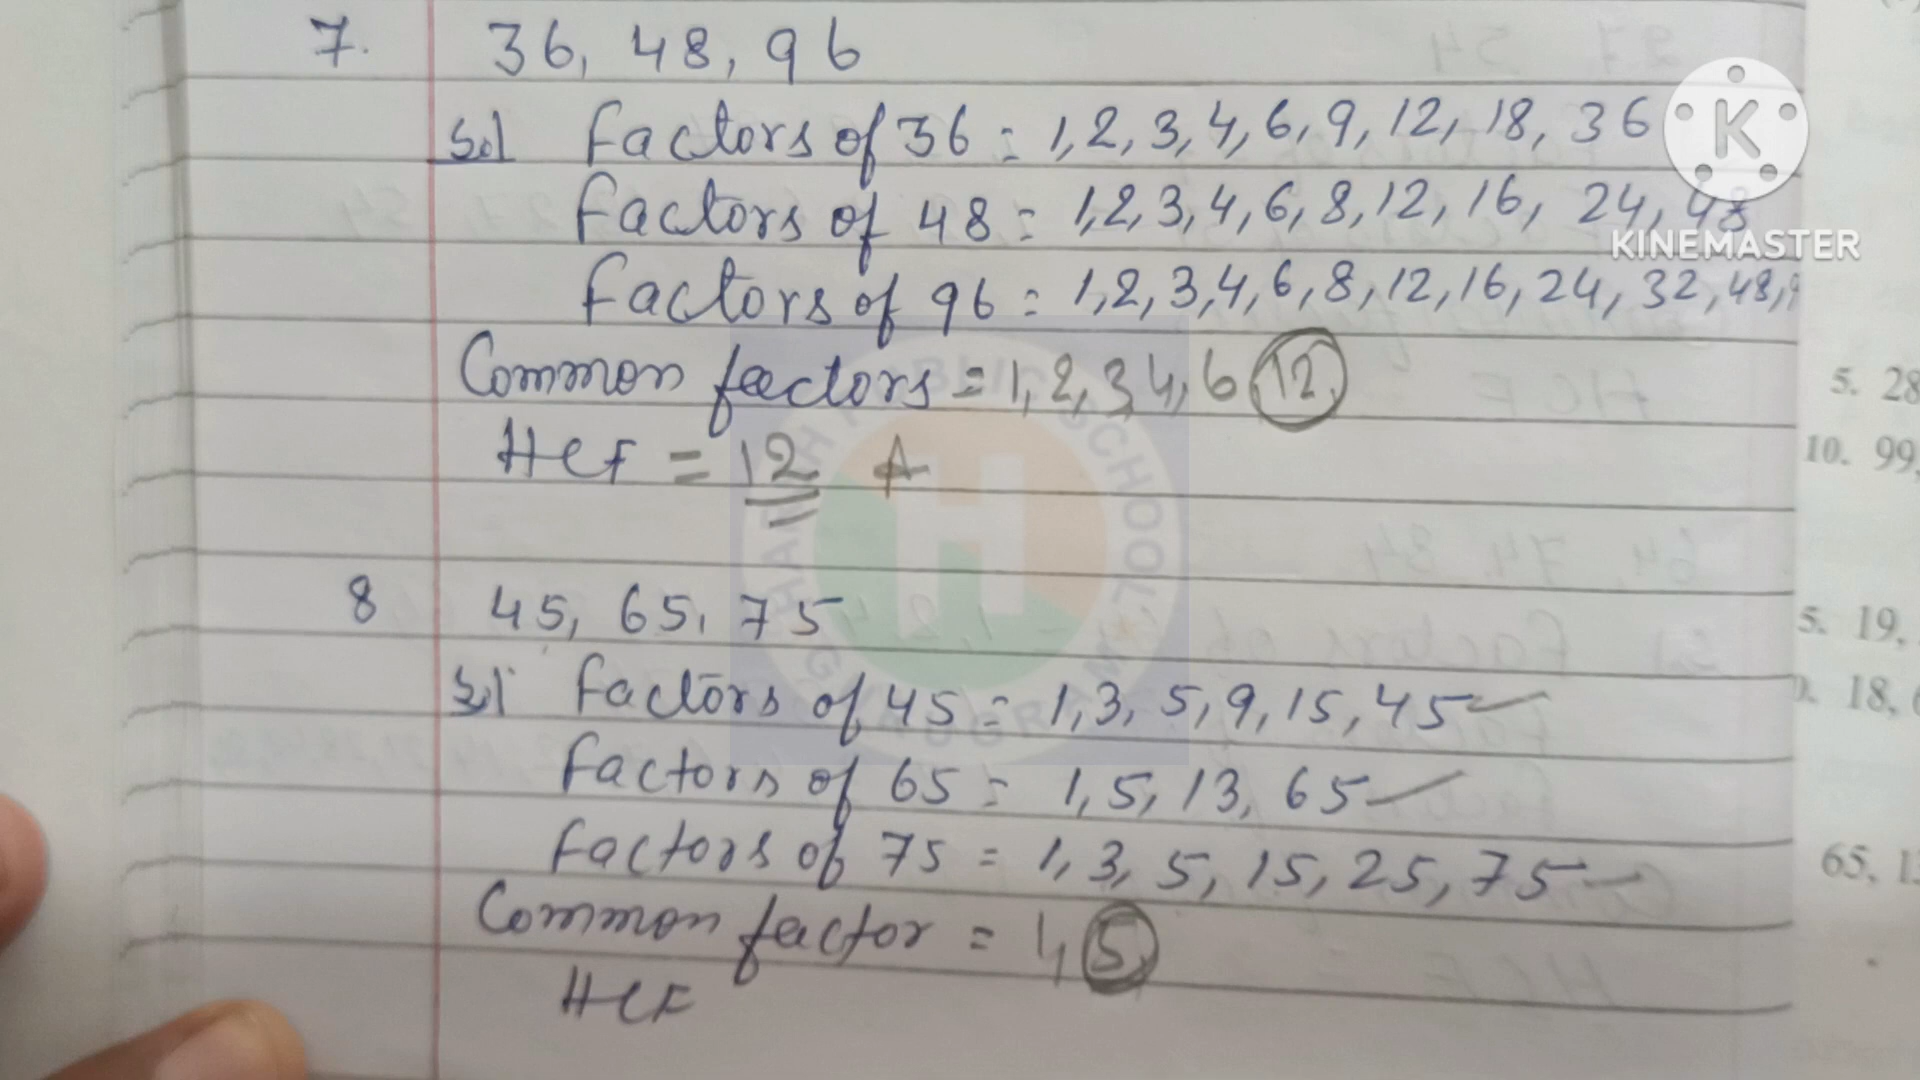 7. 36, 48, 96
Sol Factors of 36 = 1,2,3,4,6,9,12,18,36
Factors of 48 = 1,2,3,4,6,8,12,16,24,48
Factors of 96 = 1,2,3,4,6,8,12,16,24,32,48,9
Common factors = 1,2,3,4,6,12
HCF = 12 A
8 45, 65, 75
Sol Factors of 45 = 1,3,5,9,15,45
Factors of 65 = 1,5,13,65
Factors of 75 = 1,3,5,15,25,75
Common factor = 1,5
HCF
KINEMASTER
5. 28
10. 99,
5. 19,
18, 6
65, 1